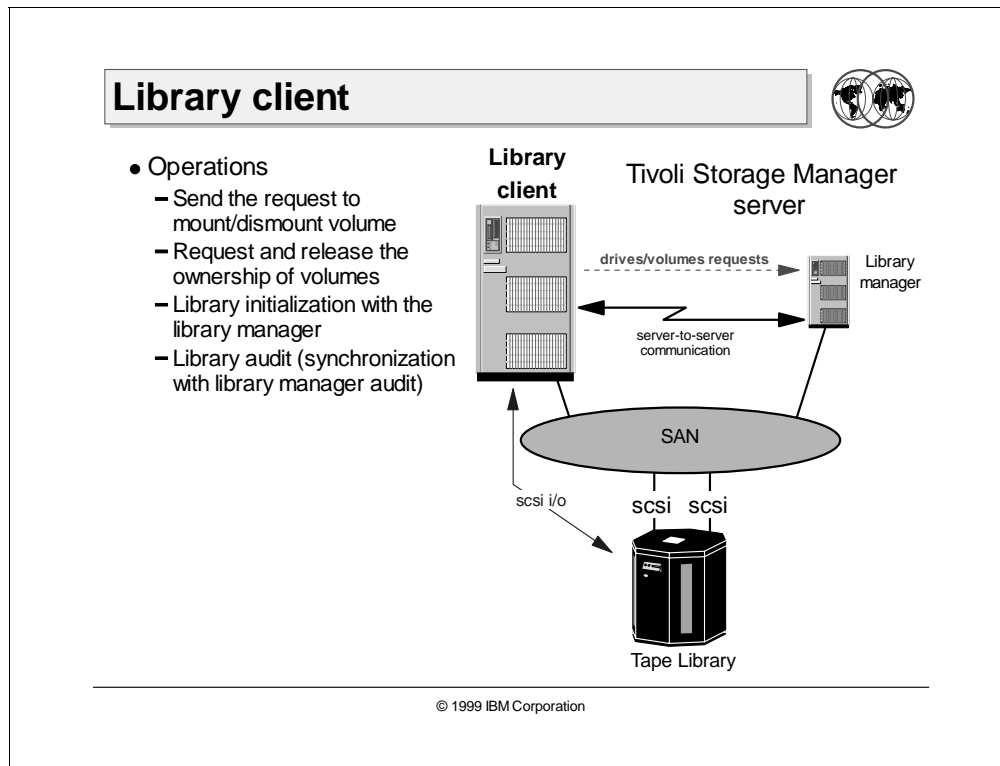 Library client
● Operations
– Send the request to
mount/dismount volume
– Request and release the
ownership of volumes
– Library initialization with the
library manager
– Library audit (synchronization
with library manager audit)
Library
client
Tivoli Storage Manager
server
drives/volumes requests
Library
manager
server-to-server
communication
SAN
scsi i/o
scsi scsi
Tape Library
© 1999 IBM Corporation